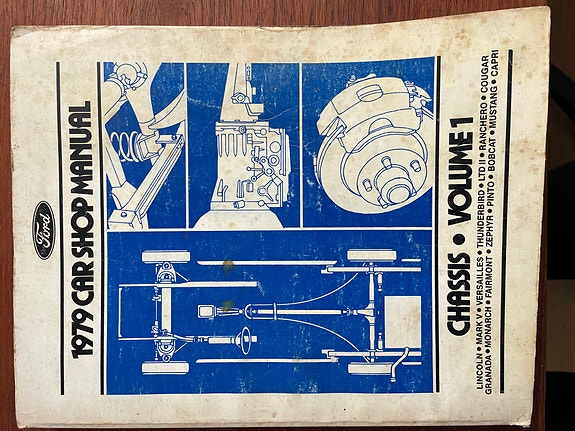 Ford
1979 CAR SHOP MANUAL
CHASSIS • VOLUME 1
LINCOLN • MARK V • VERSAILLES • THUNDERBIRD • LTD II • RANCHERO • COUGAR
GRANADA • MONARCH • FAIRMONT • ZEPHYR • PINTO • BOBCAT • MUSTANG • CAPRI